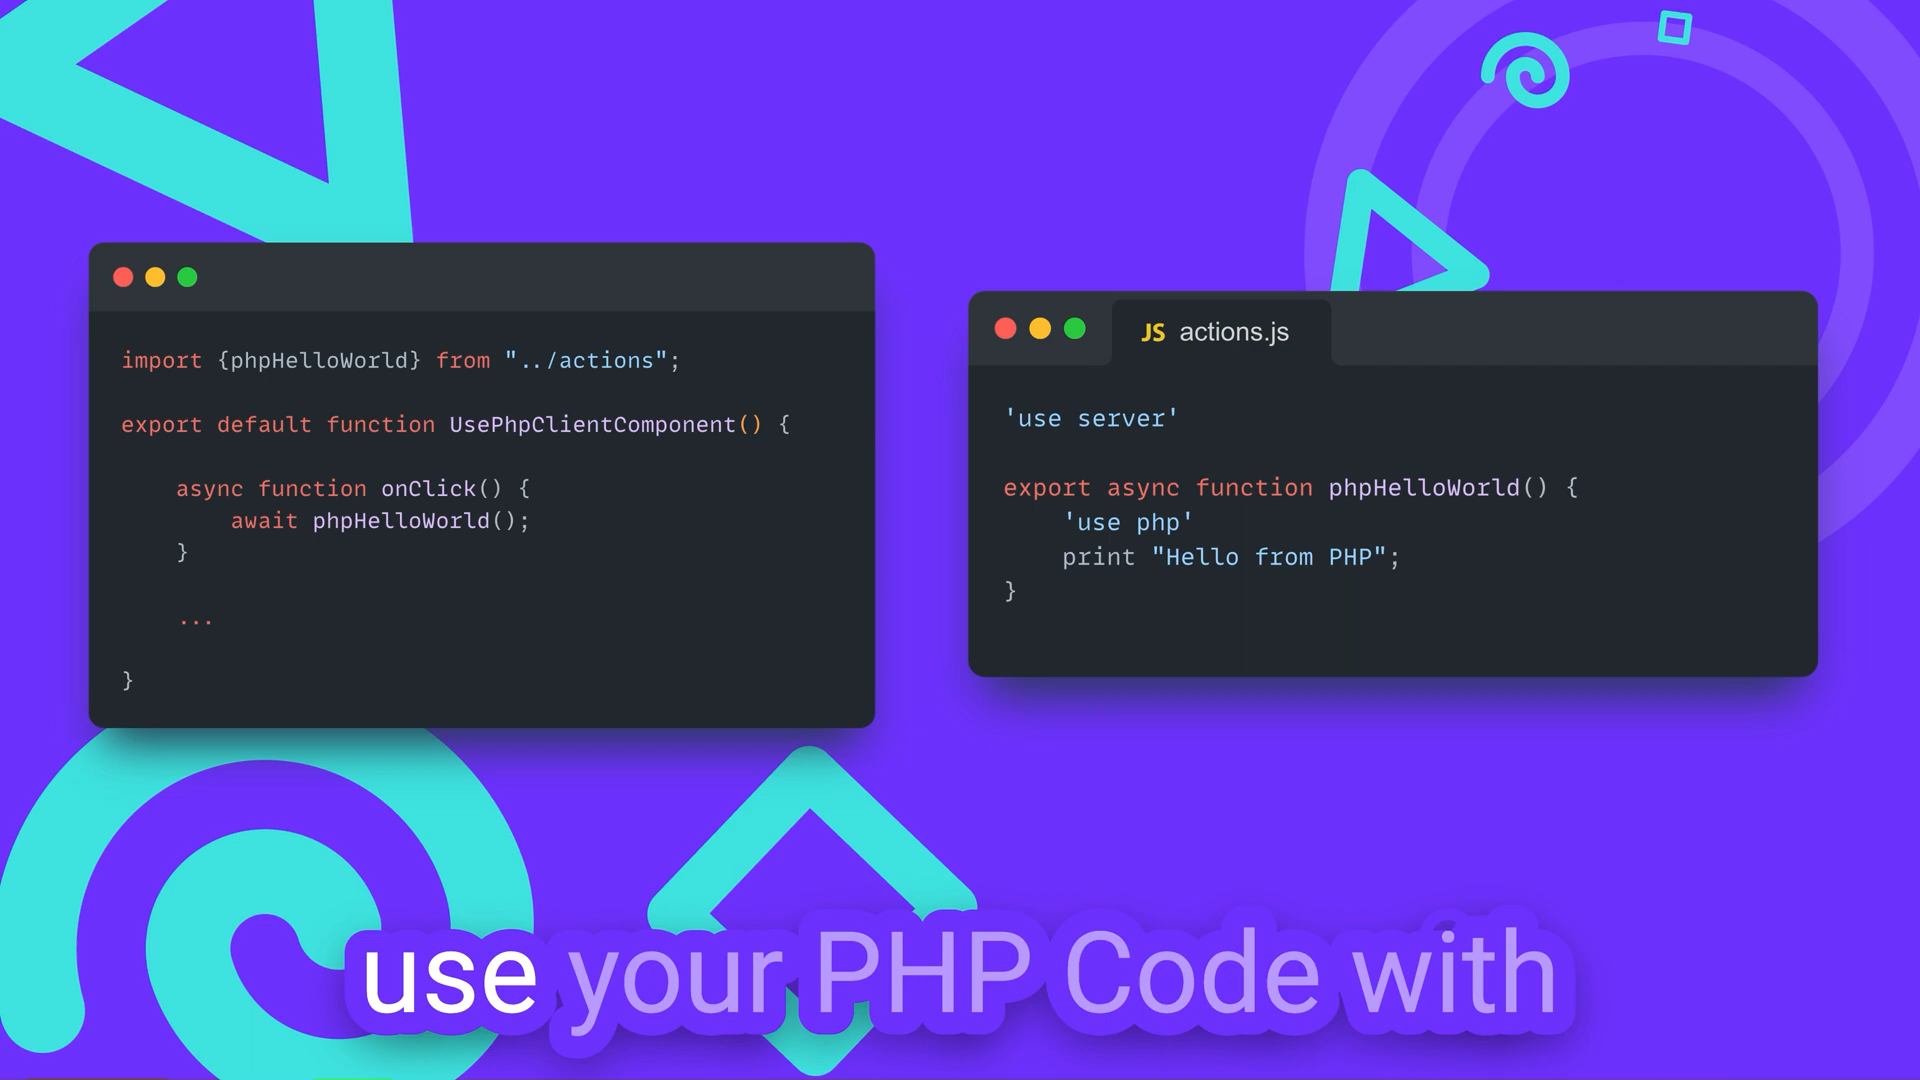 import {phpHelloWorld} from "../actions";
export default function UsePhpClientComponent() {
async function onClick() {
await phpHelloWorld();
}
...
}
JS actions.js
'use server'
export async function phpHelloWorld() {
'use php'
print "Hello from PHP";
}
use your PHP Code with